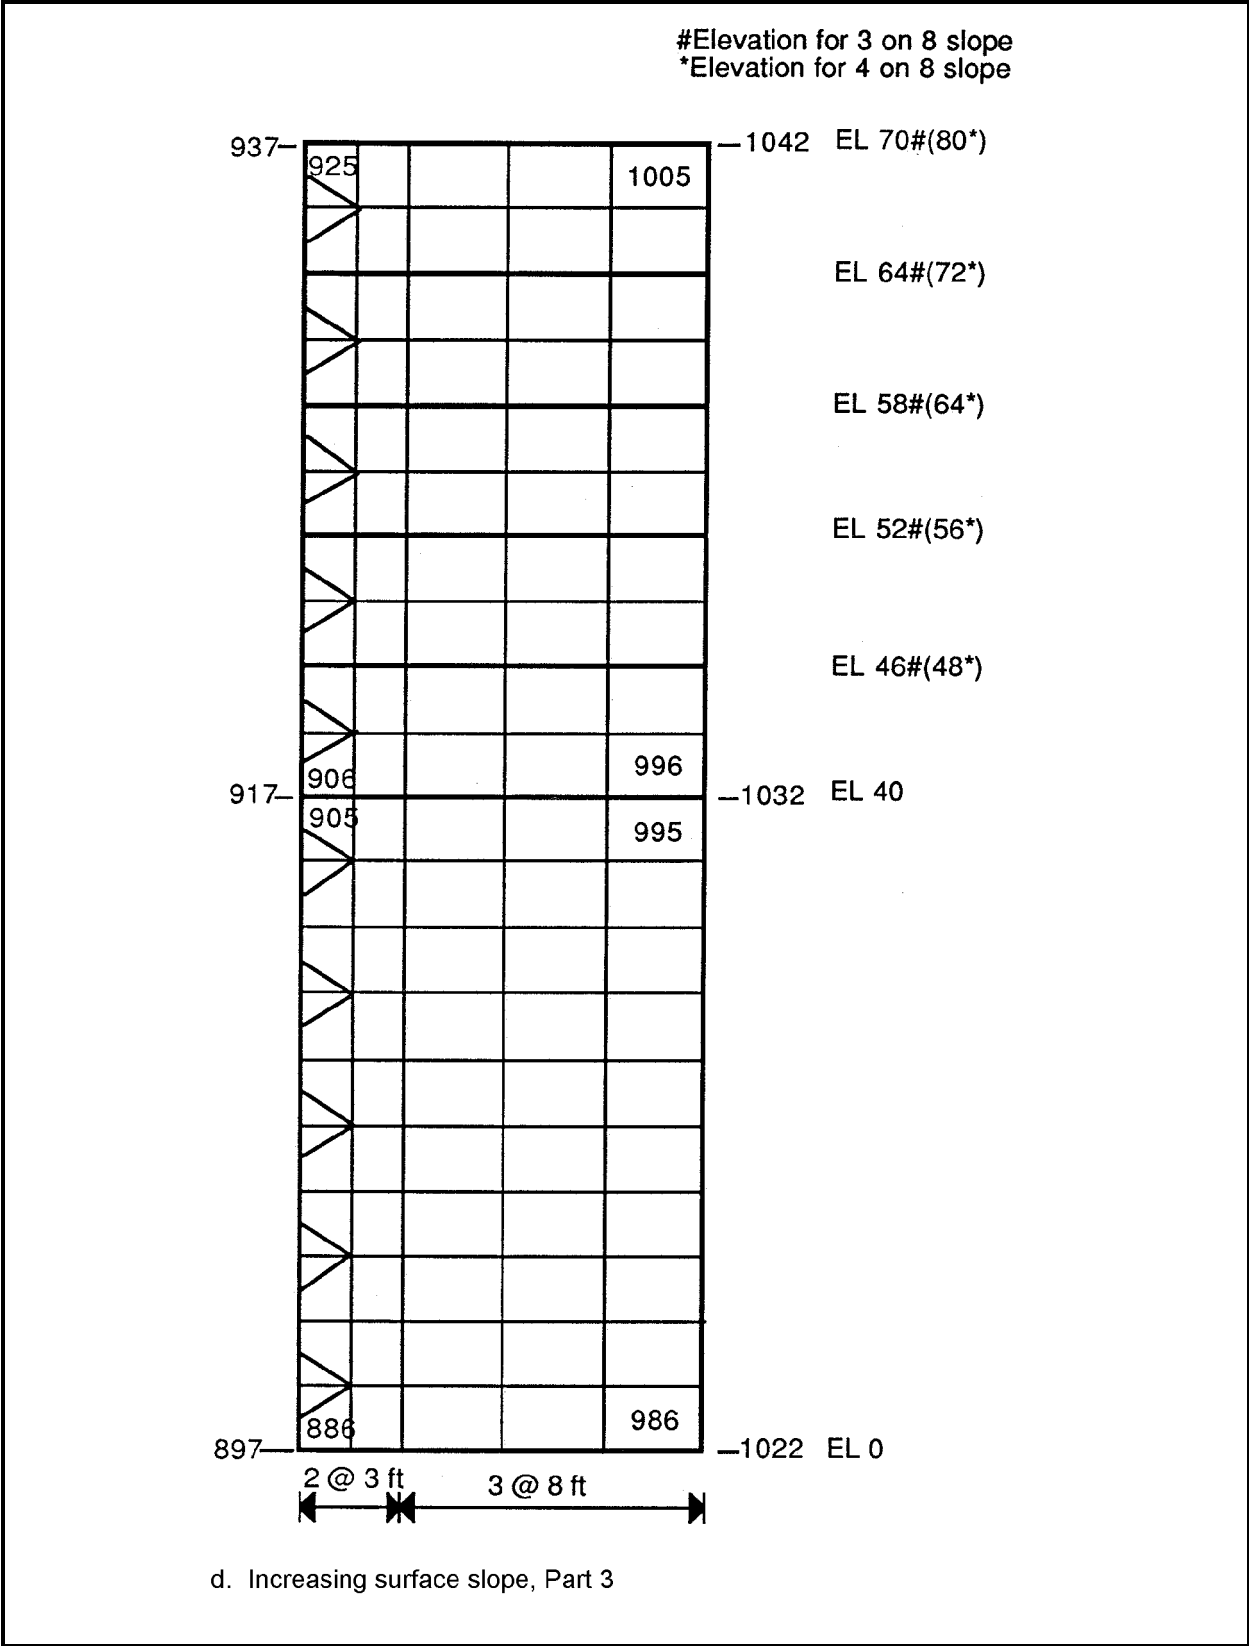 #Elevation for 3 on 8 slope
*Elevation for 4 on 8 slope
937 1042 EL 70#(80*)
925 1005
EL 64#(72*)
EL 58#(64*)
EL 52#(56*)
EL 46#(48*)
906 996
917 1032 EL 40
905 995
886 986
897 1022 EL 0
2 @ 3 ft 3 @ 8 ft
d. Increasing surface slope, Part 3